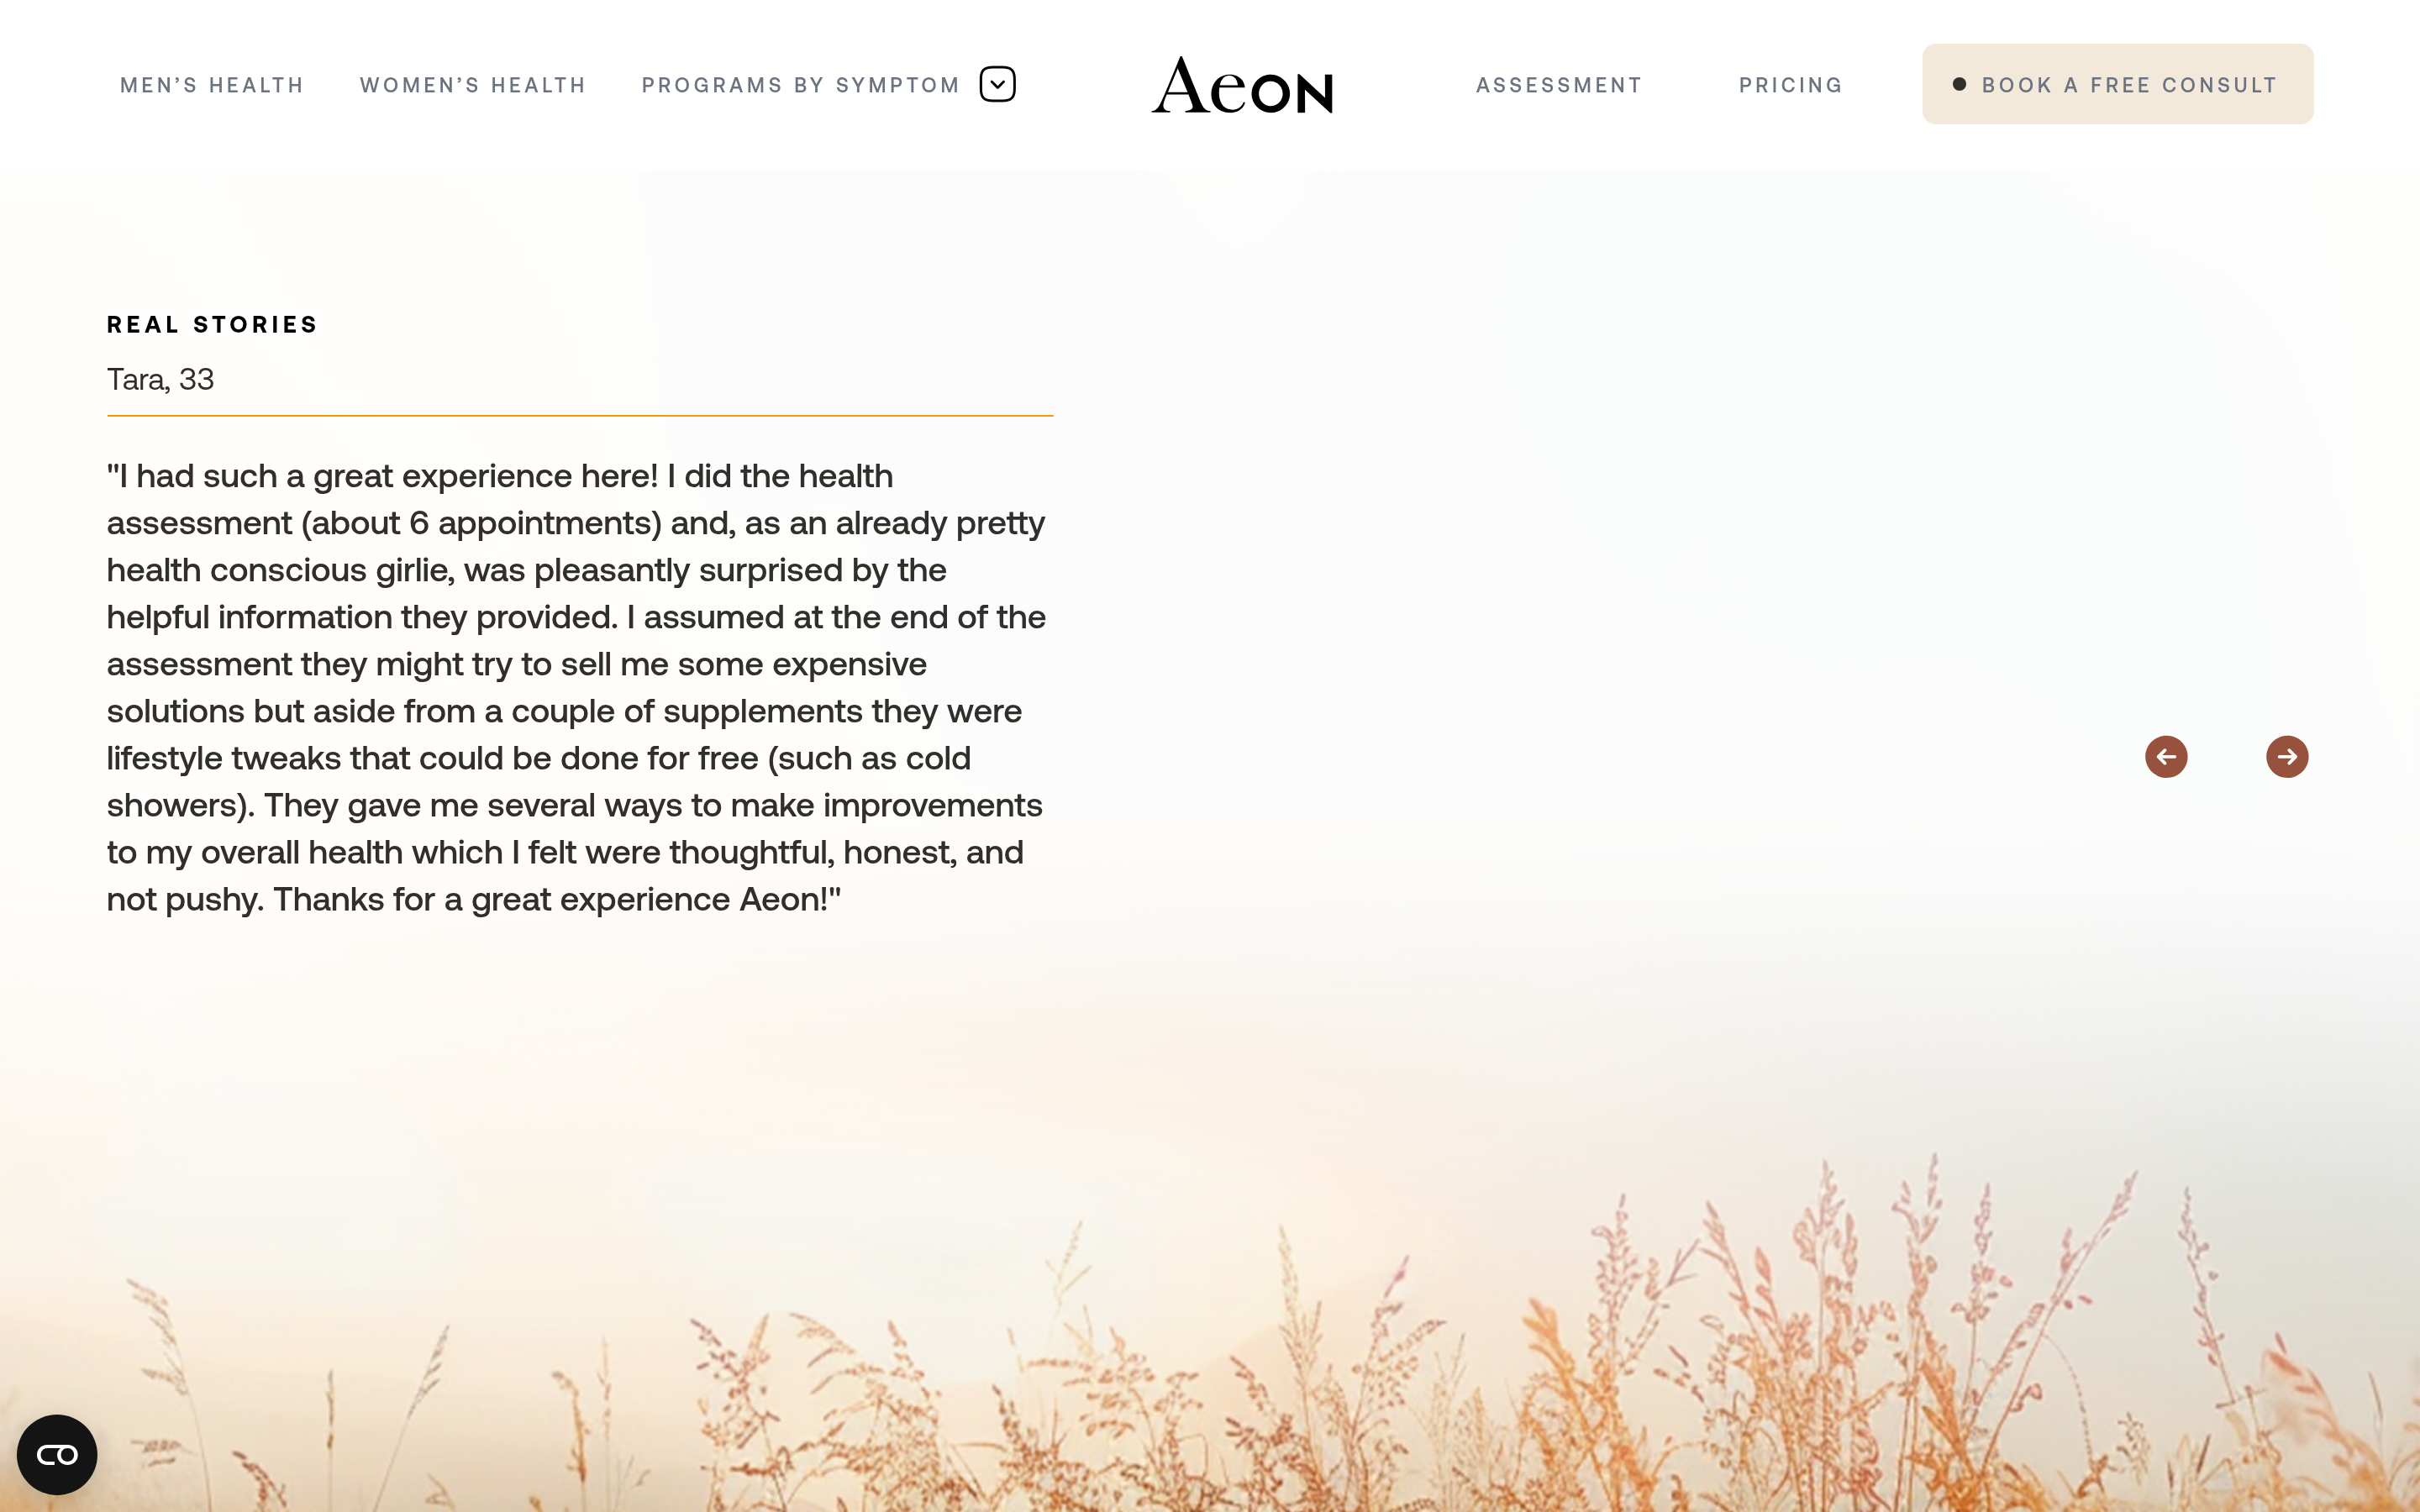 MEN’S HEALTH
WOMEN’S HEALTH
PROGRAMS BY SYMPTOM
Aeon
ASSESSMENT
PRICING
BOOK A FREE CONSULT
REAL STORIES
Tara, 33
"I had such a great experience here! I did the health
assessment (about 6 appointments) and, as an already pretty
health conscious girlie, was pleasantly surprised by the
helpful information they provided. I assumed at the end of the
assessment they might try to sell me some expensive
solutions but aside from a couple of supplements they were
lifestyle tweaks that could be done for free (such as cold
showers). They gave me several ways to make improvements
to my overall health which I felt were thoughtful, honest, and
not pushy. Thanks for a great experience Aeon!"